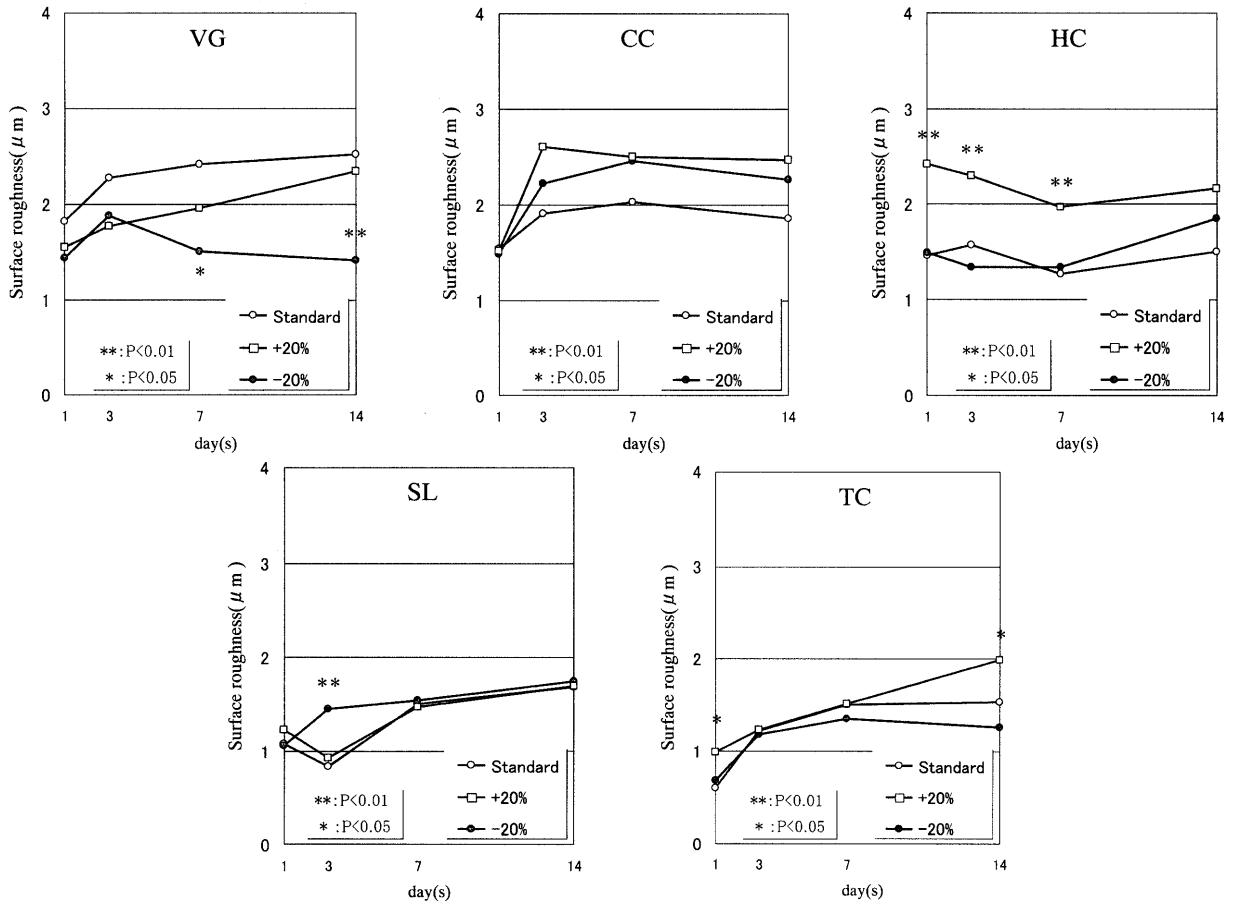 VG
Surface roughness(μm)
4
3
2
1
0
**
*
Standard
+20%
-20%
**:P<0.01
*:P<0.05
1 3 7 14
day(s)
CC
Surface roughness(μm)
4
3
2
1
0
Standard
+20%
-20%
**:P<0.01
*:P<0.05
1 3 7 14
day(s)
HC
Surface roughness(μm)
4
3
2
1
0
**
**
**
Standard
+20%
-20%
**:P<0.01
*:P<0.05
1 3 7 14
day(s)
SL
Surface roughness(μm)
4
3
2
1
0
**
Standard
+20%
-20%
**:P<0.01
*:P<0.05
1 3 7 14
day(s)
TC
Surface roughness(μm)
4
3
2
1
0
*
*
Standard
+20%
-20%
**:P<0.01
*:P<0.05
1 3 7 14
day(s)